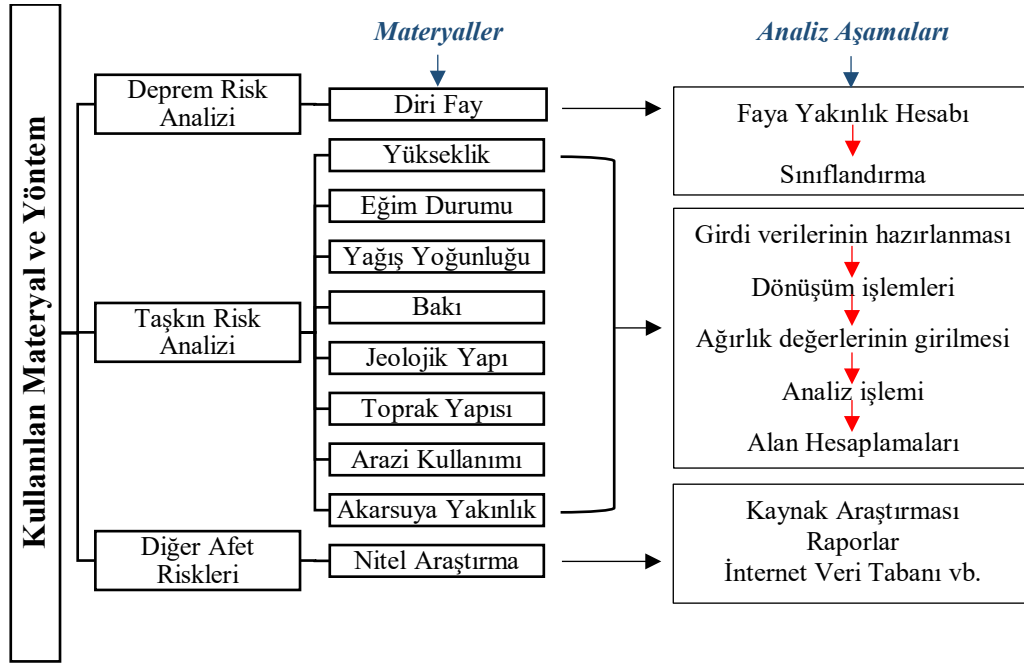 Kullanılan Materyal ve Yöntem
Materyaller
Analiz Aşamaları
Deprem Risk
Analizi
Diri Fay
Faya Yakınlık Hesabı
Sınıflandırma
Taşkın Risk
Analizi
Yükseklik
Eğim Durumu
Yağış Yoğunluğu
Bakı
Jeolojik Yapı
Toprak Yapısı
Arazi Kullanımı
Akarsuya Yakınlık
Girdi verilerinin hazırlanması
Dönüşüm işlemleri
Ağırlık değerlerinin girilmesi
Analiz işlemi
Alan Hesaplamaları
Diğer Afet
Riskleri
Nitel Araştırma
Kaynak Araştırması
Raporlar
İnternet Veri Tabanı vb.